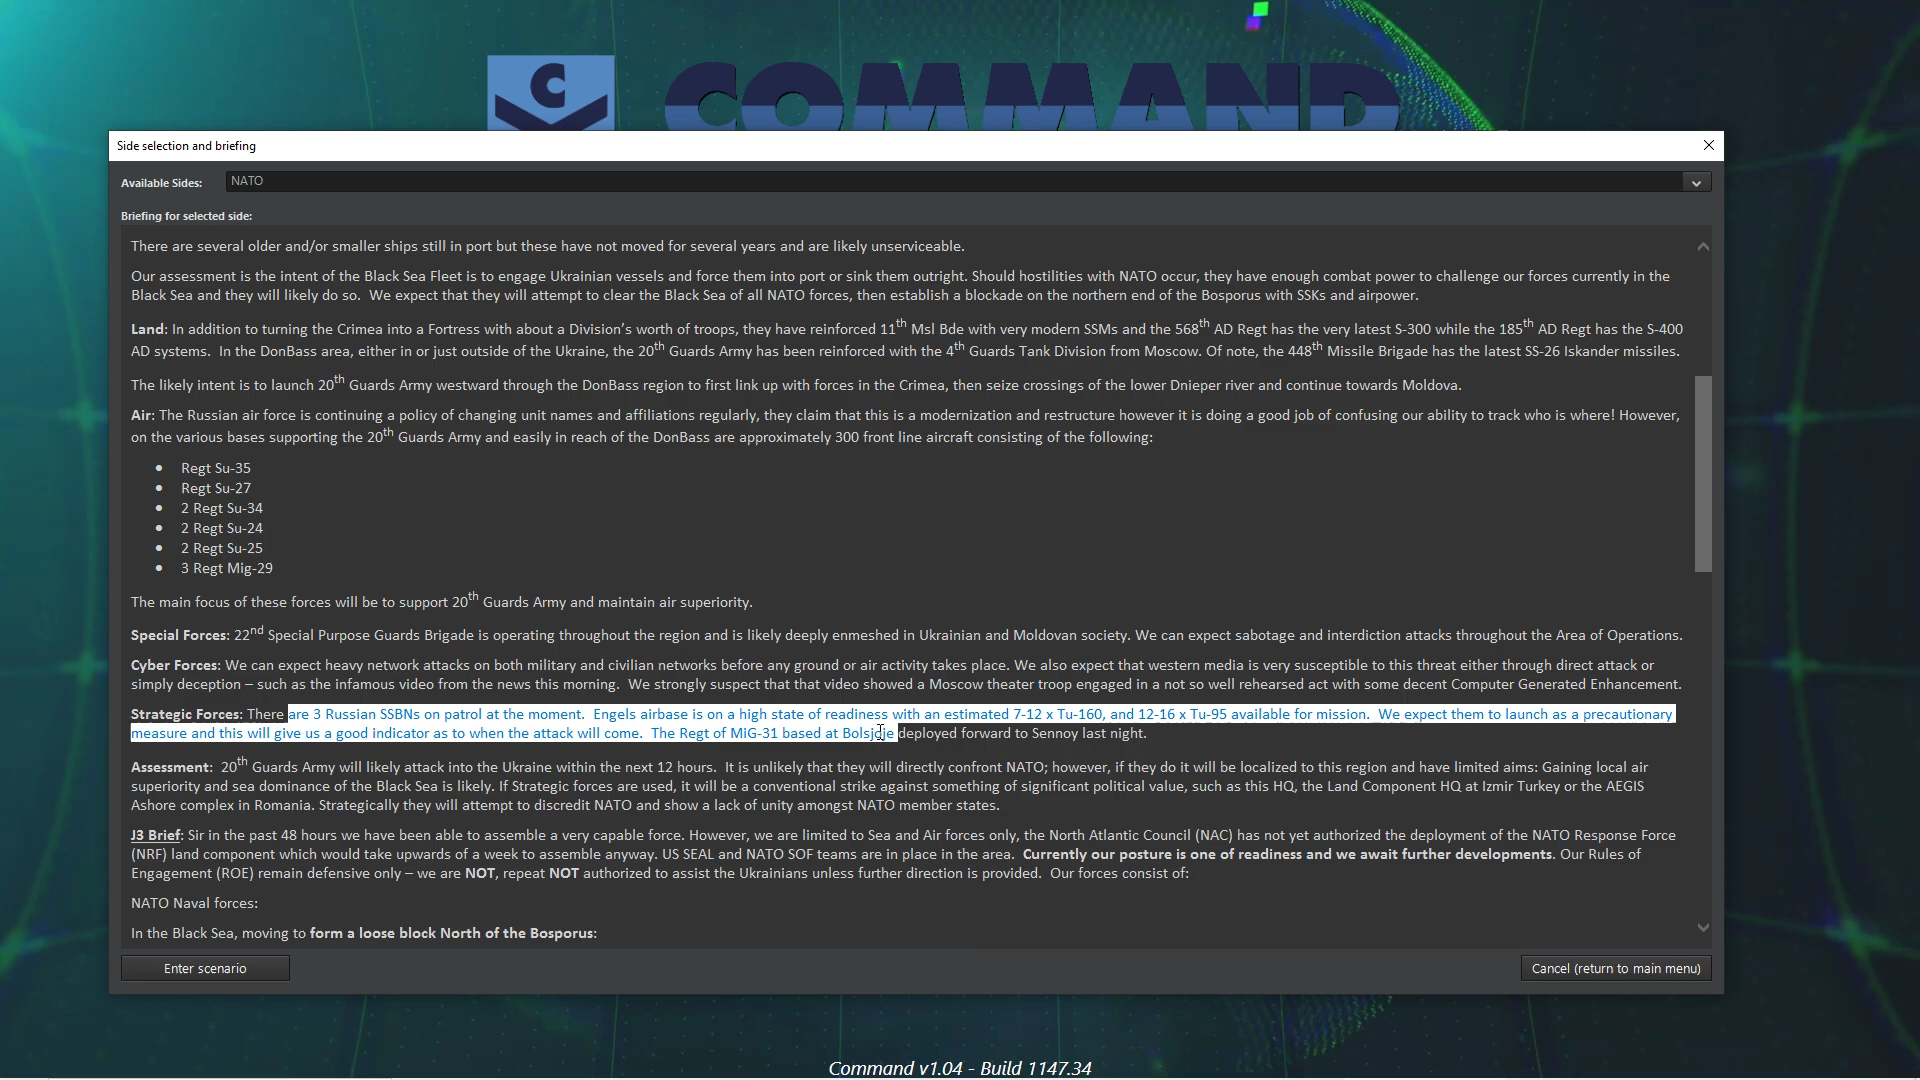 C
COMMAND
Side selection and briefing
Available Sides: NATO
Briefing for selected side:
There are several older and/or smaller ships still in port but these have not moved for several years and are likely unserviceable.
Our assessment is the intent of the Black Sea Fleet is to engage Ukrainian vessels and force them into port or sink them outright. Should hostilities with NATO occur, they have enough combat power to challenge our forces currently in the
Black Sea and they will likely do so. We expect that they will attempt to clear the Black Sea of all NATO forces, then establish a blockade on the northern end of the Bosporus with SSKs and airpower.
Land: In addition to turning the Crimea into a Fortress with about a Division's worth of troops, they have reinforced 11th Msl Bde with very modern SSMs and the 568th AD Regt has the very latest S-300 while the 185th AD Regt has the S-400
AD systems. In the DonBass area, either in or just outside of the Ukraine, the 20th Guards Army has been reinforced with the 4th Guards Tank Division from Moscow. Of note, the 448th Missile Brigade has the latest SS-26 Iskander missiles.
The likely intent is to launch 20th Guards Army westward through the DonBass region to first link up with forces in the Crimea, then seize crossings of the lower Dnieper river and continue towards Moldova.
Air: The Russian air force is continuing a policy of changing unit names and affiliations regularly, they claim that this is a modernization and restructure however it is doing a good job of confusing our ability to track who is where! However,
on the various bases supporting the 20th Guards Army and easily in reach of the DonBass are approximately 300 front line aircraft consisting of the following:
• Regt Su-35
• Regt Su-27
• 2 Regt Su-34
• 2 Regt Su-24
• 2 Regt Su-25
• 3 Regt Mig-29
The main focus of these forces will be to support 20th Guards Army and maintain air superiority.
Special Forces: 22nd Special Purpose Guards Brigade is operating throughout the region and is likely deeply enmeshed in Ukrainian and Moldovan society. We can expect sabotage and interdiction attacks throughout the Area of Operations.
Cyber Forces: We can expect heavy network attacks on both military and civilian networks before any ground or air activity takes place. We also expect that western media is very susceptible to this threat either through direct attack or
simply deception – such as the infamous video from the news this morning. We strongly suspect that that video showed a Moscow theater troop engaged in a not so well rehearsed act with some decent Computer Generated Enhancement.
Strategic Forces: There are 3 Russian SSBNs on patrol at the moment. Engels airbase is on a high state of readiness with an estimated 7-12 x Tu-160, and 12-16 x Tu-95 available for mission. We expect them to launch as a precautionary
measure and this will give us a good indicator as to when the attack will come. The Regt of MiG-31 based at Bolsjoje deployed forward to Sennoy last night.
Assessment: 20th Guards Army will likely attack into the Ukraine within the next 12 hours. It is unlikely that they will directly confront NATO; however, if they do it will be localized to this region and have limited aims: Gaining local air
superiority and sea dominance of the Black Sea is likely. If Strategic forces are used, it will be a conventional strike against something of significant political value, such as this HQ, the Land Component HQ at Izmir Turkey or the AEGIS
Ashore complex in Romania. Strategically they will attempt to discredit NATO and show a lack of unity amongst NATO member states.
J3 Brief: Sir in the past 48 hours we have been able to assemble a very capable force. However, we are limited to Sea and Air forces only, the North Atlantic Council (NAC) has not yet authorized the deployment of the NATO Response Force
(NRF) land component which would take upwards of a week to assemble anyway. US SEAL and NATO SOF teams are in place in the area. Currently our posture is one of readiness and we await further developments. Our Rules of
Engagement (ROE) remain defensive only – we are NOT, repeat NOT authorized to assist the Ukrainians unless further direction is provided. Our forces consist of:
NATO Naval forces:
In the Black Sea, moving to form a loose block North of the Bosporus:
Enter scenario
Cancel (return to main menu)
Command v1.04 - Build 1147.34